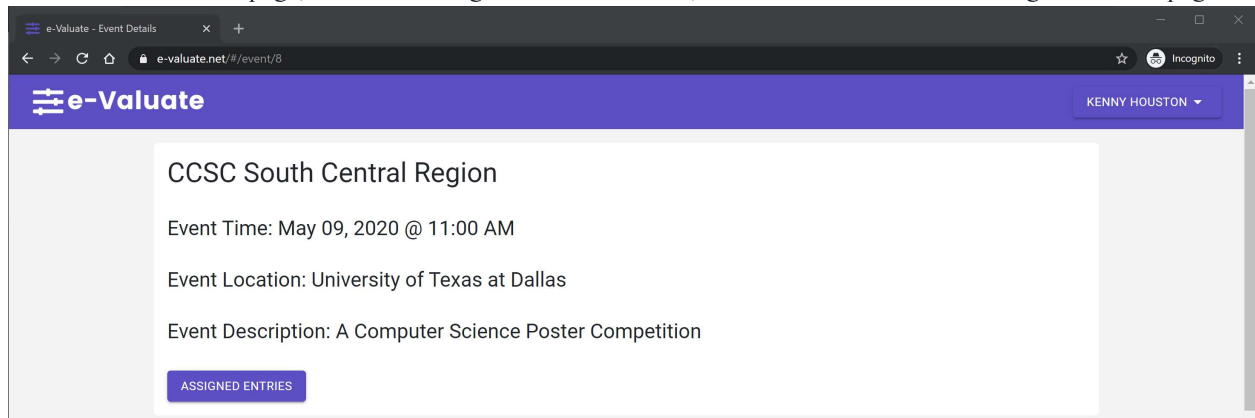 e-Valuate - Event Details
e-valuate.net/#/event/8
Incognito
e-Valuate
KENNY HOUSTON
CCSC South Central Region
Event Time: May 09, 2020 @ 11:00 AM
Event Location: University of Texas at Dallas
Event Description: A Computer Science Poster Competition
ASSIGNED ENTRIES